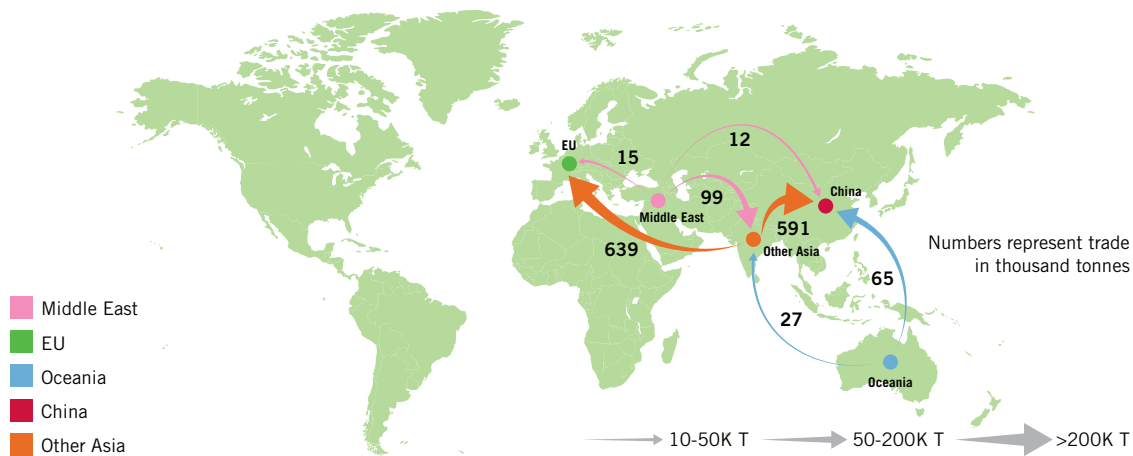 EU
15
12
China
99
Middle East
591
Other Asia
639
Numbers represent trade
in thousand tonnes
65
27
Oceania
Middle East
EU
Oceania
China
Other Asia
10-50K T
50-200K T
>200K T